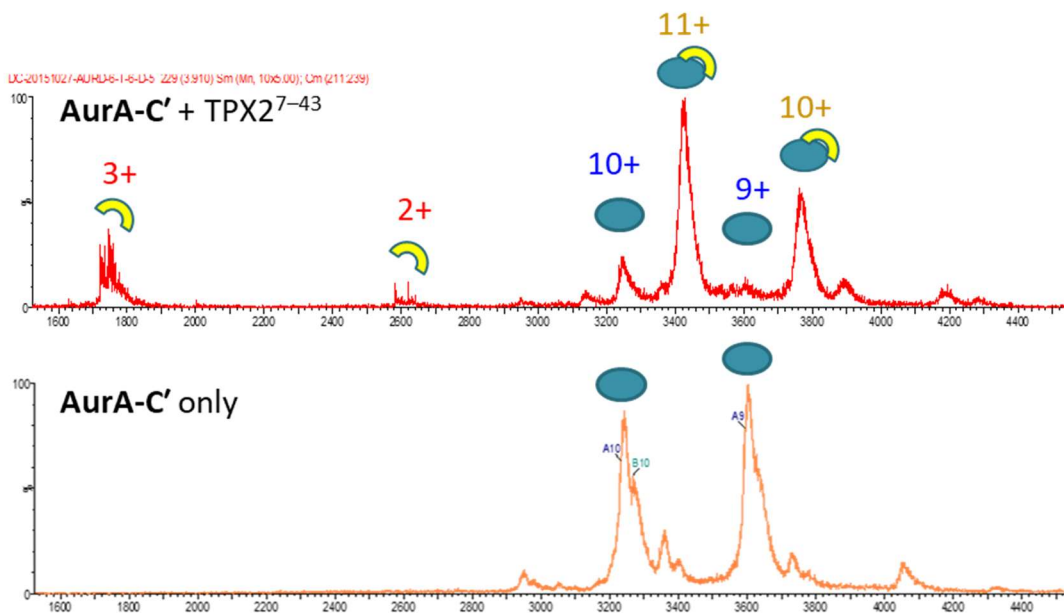 11+
DC-20151027-AURD-6-1-6-D-5 229 (3.910) Sm (Mn, 10x5.00); Cm (211:239)
100
AurA-C′ + TPX2⁷⁻⁴³
10+
3+
10+
9+
2+
%
0
1600 1800 2000 2200 2400 2600 2800 3000 3200 3400 3600 3800 4000 4200 4400
100
AurA-C′ only
A10
B10
A9
%
0
1600 1800 2000 2200 2400 2600 2800 3000 3200 3400 3600 3800 4000 4200 4400